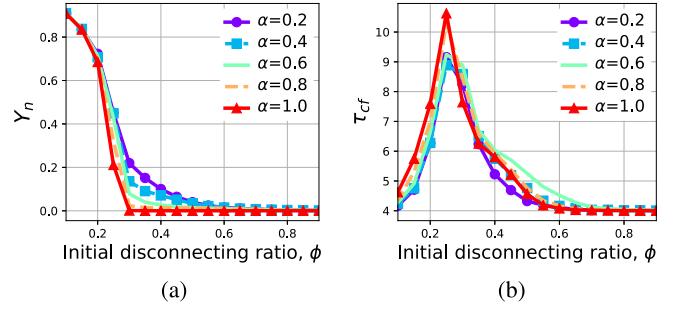 0.8
0.6
0.4
0.2
0.0
Yₙ
α=0.2
α=0.4
α=0.6
α=0.8
α=1.0
0.2 0.4 0.6 0.8
Initial disconnecting ratio, ϕ
(a)
10
9
8
7
6
5
4
τ_cf
α=0.2
α=0.4
α=0.6
α=0.8
α=1.0
0.2 0.4 0.6 0.8
Initial disconnecting ratio, ϕ
(b)